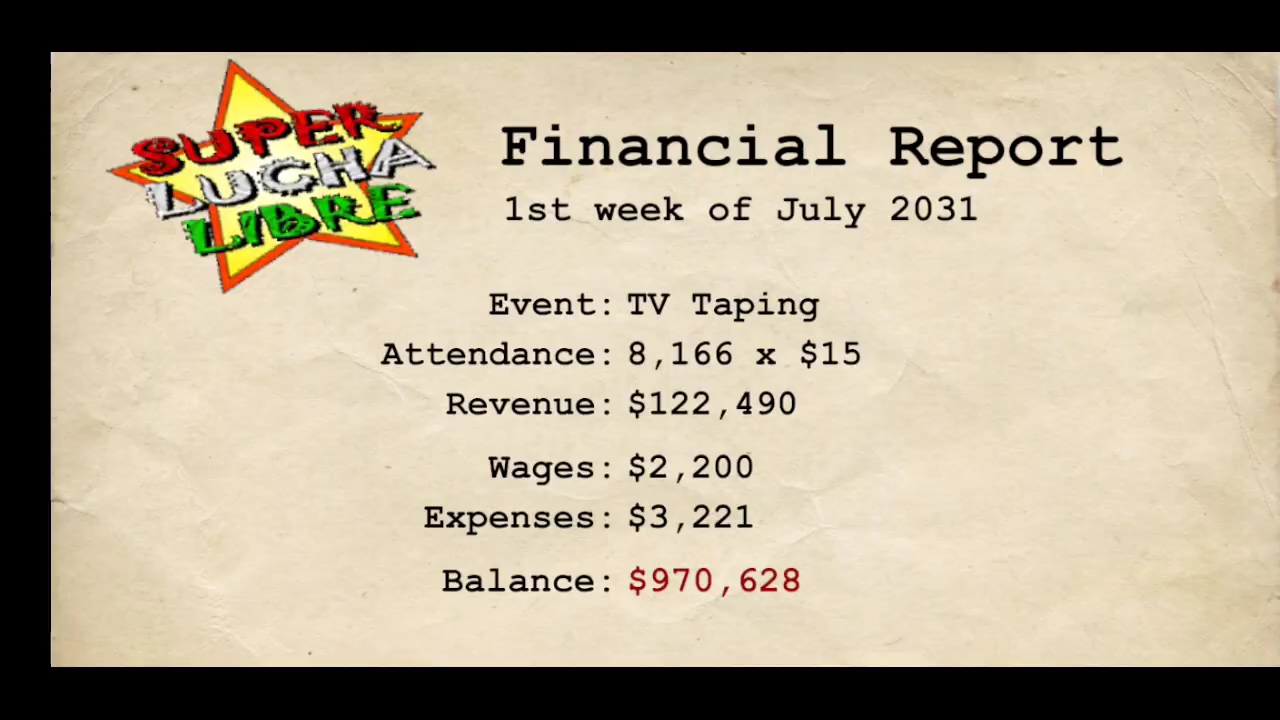 SUPER
LUCHA
LIBRE
Financial Report
1st week of July 2031
Event: TV Taping
Attendance: 8,166 x $15
Revenue: $122,490
Wages: $2,200
Expenses: $3,221
Balance: $970,628